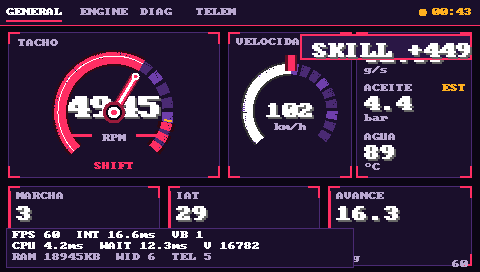 GENERAL ENGINE DIAG TELEM 00:43
TACHO
4945
RPM
SHIFT
VELOCIDA
102
km/h
SKILL +449
g/s
ACEITE EST
4.4
bar
AGUA
89
°C
MARCHA
3
IAT
29
AVANCE
16.3
60
FPS 60 INT 16.6ms VB 1
CPU 4.2ms WAIT 12.3ms V 16782
RAM 18945KB WID 6 TEL 5